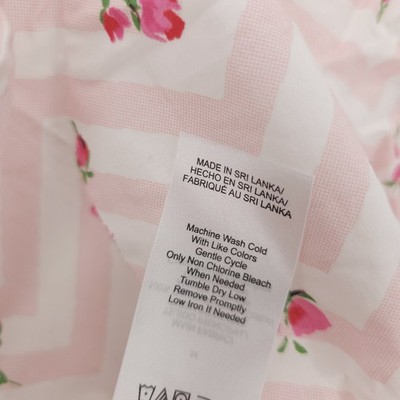 MADE IN SRI LANKA/
HECHO EN SRI LANKA/
FABRIQUÉ AU SRI LANKA
Machine Wash Cold
With Like Colors
Gentle Cycle
Only Non Chlorine Bleach
When Needed
Tumble Dry Low
Remove Promptly
Low Iron II Needed